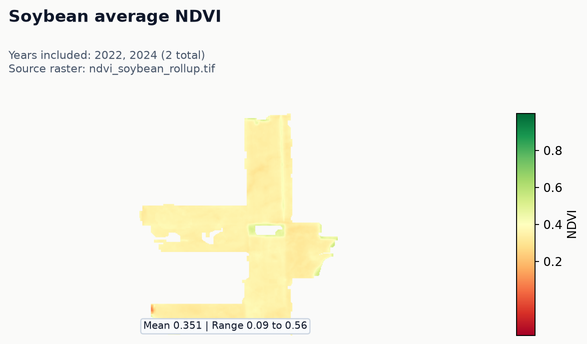 Soybean average NDVI
Years included: 2022, 2024 (2 total)
Source raster: ndvi_soybean_rollup.tif
0.8
0.6
0.4
0.2
NDVI
Mean 0.351 | Range 0.09 to 0.56